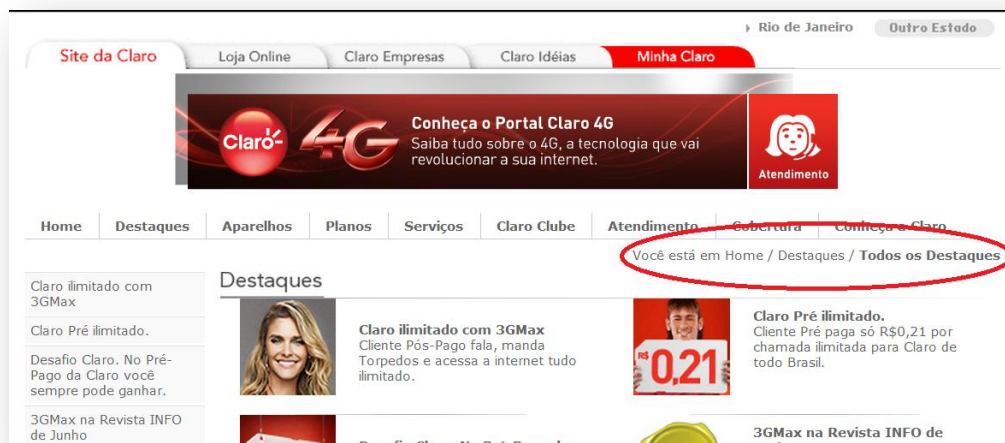 Rio de Janeiro
Outro Estado
Site da Claro
Loja Online
Claro Empresas
Claro Idéias
Minha Claro
Claro
4G
Conheça o Portal Claro 4G
Saiba tudo sobre o 4G, a tecnologia que vai
revolucionar a sua internet.
Atendimento
Home
Destaques
Aparelhos
Planos
Serviços
Claro Clube
Atendimento
Cobertura
Conheça a Claro
Você está em Home / Destaques / Todos os Destaques
Destaques
Claro ilimitado com
3GMax
Claro Pré ilimitado.
Desafio Claro. No Pré-
Pago da Claro você
sempre pode ganhar.
3GMax na Revista INFO
de Junho
Claro ilimitado com 3GMax
Cliente Pós-Pago fala, manda
Torpedos e acessa a internet tudo
ilimitado.
R$ 0,21
Claro Pré ilimitado.
Cliente Pré paga só R$0,21 por
chamada ilimitada para Claro de
todo Brasil.
3GMax na Revista INFO de